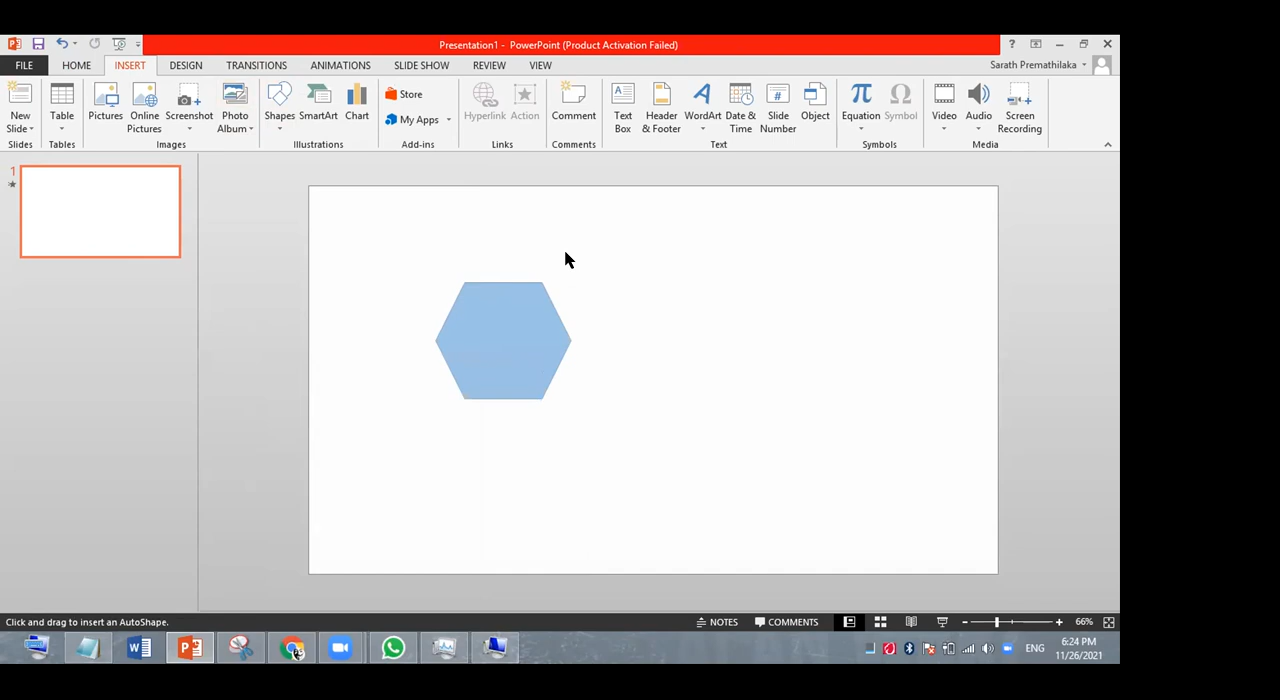 Presentation1 - PowerPoint (Product Activation Failed)
?
FILE HOME INSERT DESIGN TRANSITIONS ANIMATIONS SLIDE SHOW REVIEW VIEW Sarath Premathilaka
New Slide
Table
Pictures
Online Pictures
Screenshot
Photo Album
Shapes
SmartArt
Chart
Store
My Apps
Hyperlink
Action
Comment
Text Box
Header & Footer
WordArt
Date & Time
Slide Number
Object
Equation
Symbol
Video
Audio
Screen Recording
Slides Tables Images Illustrations Add-ins Links Comments Text Symbols Media
1
Click and drag to insert an AutoShape. NOTES COMMENTS 66%
ENG
6:24 PM
11/26/2021